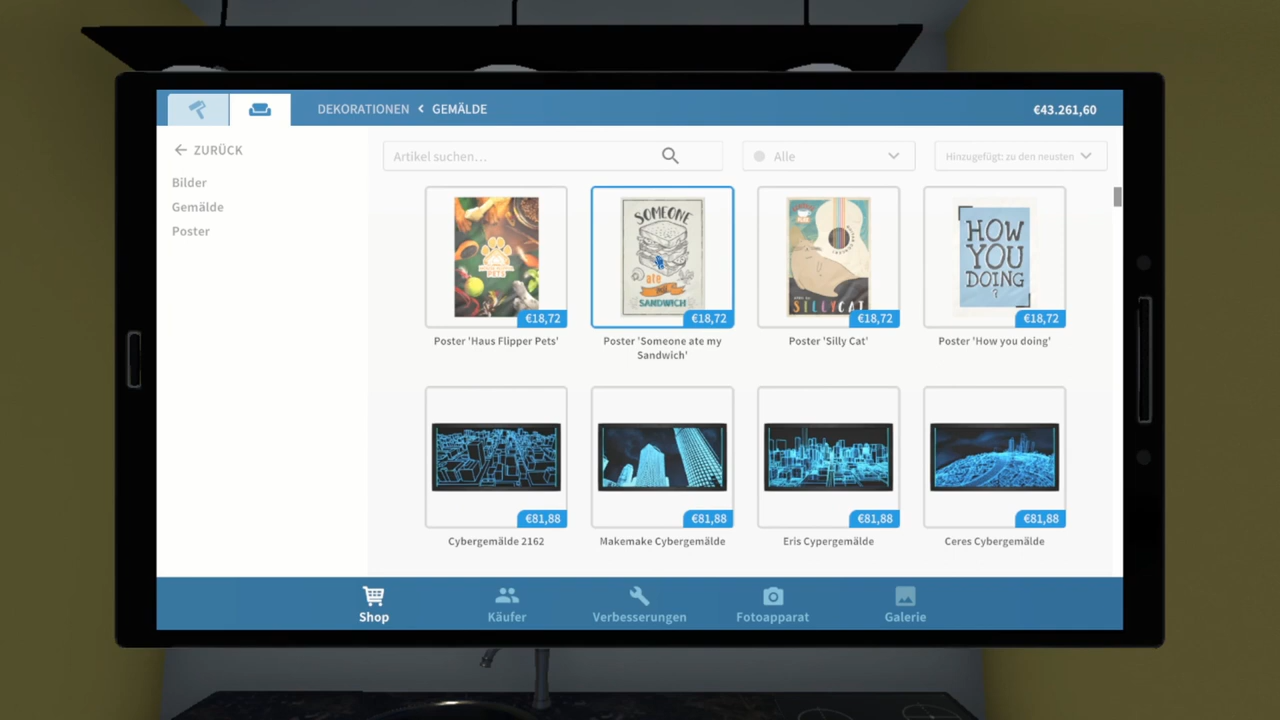 DEKORATIONEN < GEMÄLDE
€43.261,60
ZURÜCK
Bilder
Gemälde
Poster
Artikel suchen...
Alle
Hinzugefügt: zu den neusten
SOMEONE
ate
SANDWICH
SILLYCAT
HOW
YOU
DOING
?
PETS
€18,72
€18,72
€18,72
€18,72
Poster 'Haus Flipper Pets'
Poster 'Someone ate my
Sandwich'
Poster 'Silly Cat'
Poster 'How you doing'
€81,88
€81,88
€81,88
€81,88
Cybergemälde 2162
Makemake Cybergemälde
Eris Cypergemälde
Ceres Cybergemälde
Shop
Käufer
Verbesserungen
Fotoapparat
Galerie